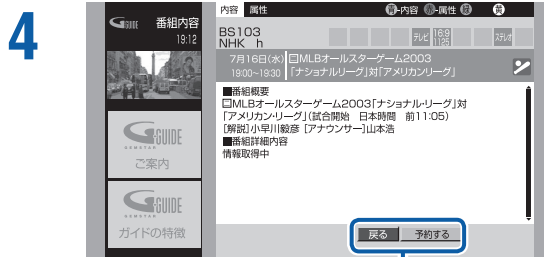 4
G GUIDE 番組内容
19:12
内容 属性
青-内容 赤-属性 緑 黄
BS103
NHK h
テレビ 16:9 1125 ステレオ
7月16日(水) 二MLBオールスターゲーム2003
19:00~19:30 「ナショナルリーグ」対「アメリカンリーグ」
■番組概要
二MLBオールスターゲーム2003「ナショナル・リーグ」対
「アメリカン・リーグ」(試合開始 日本時間 前11:05)
[解説]小早川毅彦 [アナウンサー]山本浩
■番組詳細内容
情報取得中
G-GUIDE
GEMSTAR
ご案内
G-GUIDE
GEMSTAR
ガイドの特徴
戻る 予約する